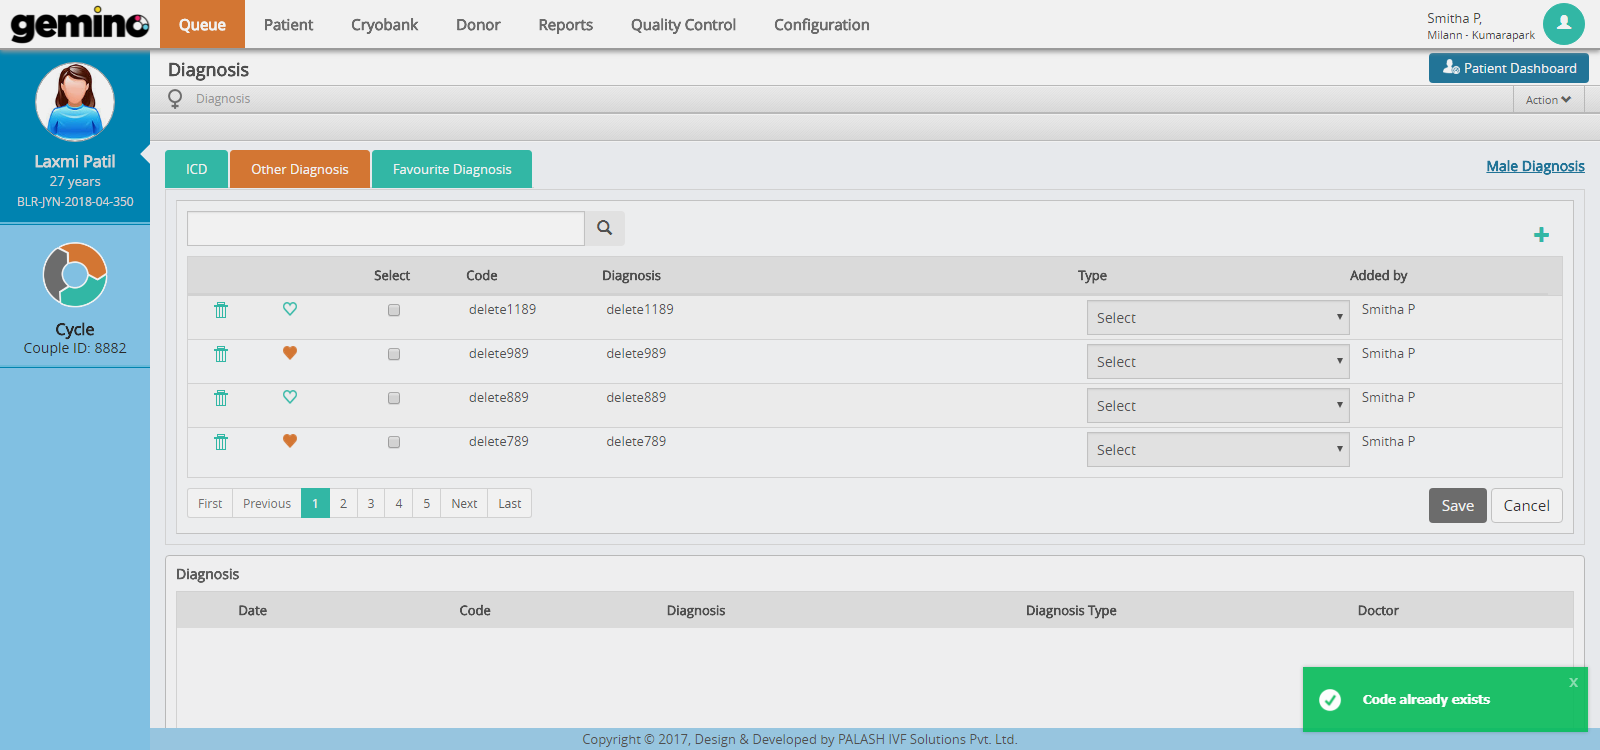 gemino Queue Patient Cryobank Donor Reports Quality Control Configuration Smitha P,
Milann - Kumarapark
Diagnosis Patient Dashboard
Diagnosis Action
Laxmi Patil
27 years
BLR-JYN-2018-04-350
Cycle
Couple ID: 8882
ICD Other Diagnosis Favourite Diagnosis Male Diagnosis
Select Code Diagnosis Type Added by
delete1189 delete1189 Select Smitha P
delete989 delete989 Select Smitha P
delete889 delete889 Select Smitha P
delete789 delete789 Select Smitha P
First Previous 1 2 3 4 5 Next Last Save Cancel
Diagnosis
Date Code Diagnosis Diagnosis Type Doctor
x
Code already exists
Copyright © 2017, Design & Developed by PALASH IVF Solutions Pvt. Ltd.